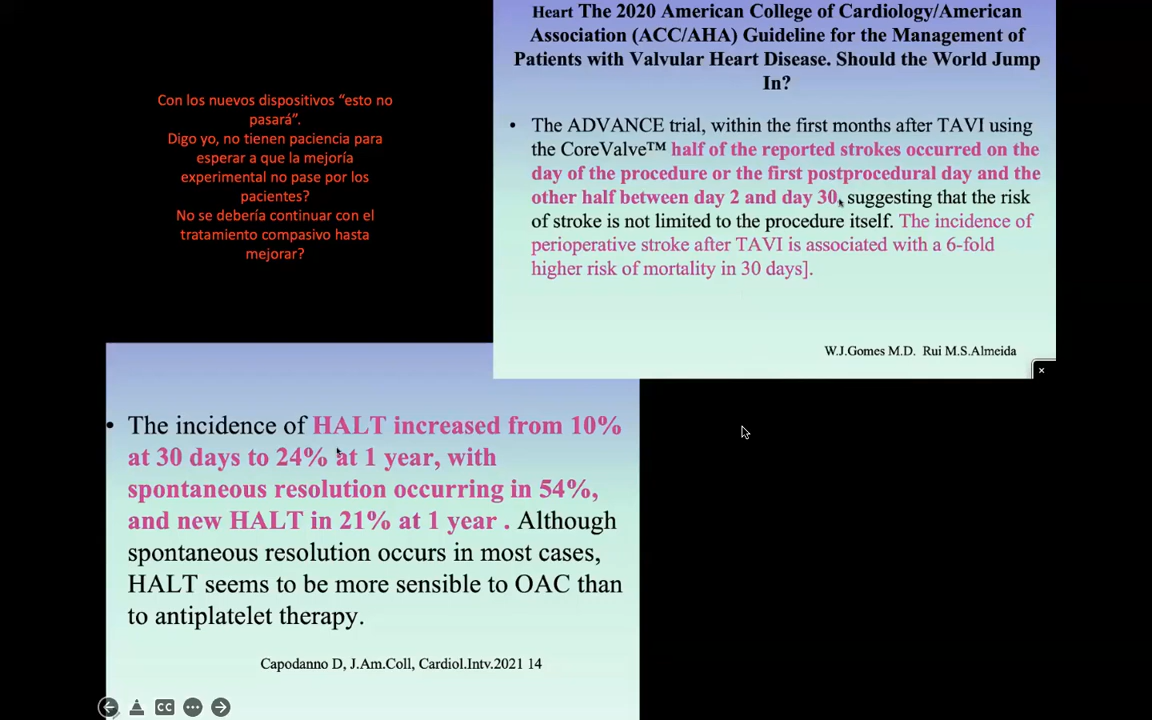 Heart The 2020 American College of Cardiology/American
Association (ACC/AHA) Guideline for the Management of
Patients with Valvular Heart Disease. Should the World Jump
In?
Con los nuevos dispositivos “esto no
pasará”.
Digo yo, no tienen paciencia para
esperar a que la mejoría
experimental no pase por los
pacientes?
No se debería continuar con el
tratamiento compasivo hasta
mejorar?
• The ADVANCE trial, within the first months after TAVI using
the CoreValve™ half of the reported strokes occurred on the
day of the procedure or the first postprocedural day and the
other half between day 2 and day 30, suggesting that the risk
of stroke is not limited to the procedure itself. The incidence of
perioperative stroke after TAVI is associated with a 6-fold
higher risk of mortality in 30 days].
W.J.Gomes M.D. Rui M.S.Almeida
• The incidence of HALT increased from 10%
at 30 days to 24% at 1 year, with
spontaneous resolution occurring in 54%,
and new HALT in 21% at 1 year . Although
spontaneous resolution occurs in most cases,
HALT seems to be more sensible to OAC than
to antiplatelet therapy.
Capodanno D, J.Am.Coll, Cardiol.Intv.2021 14
CC